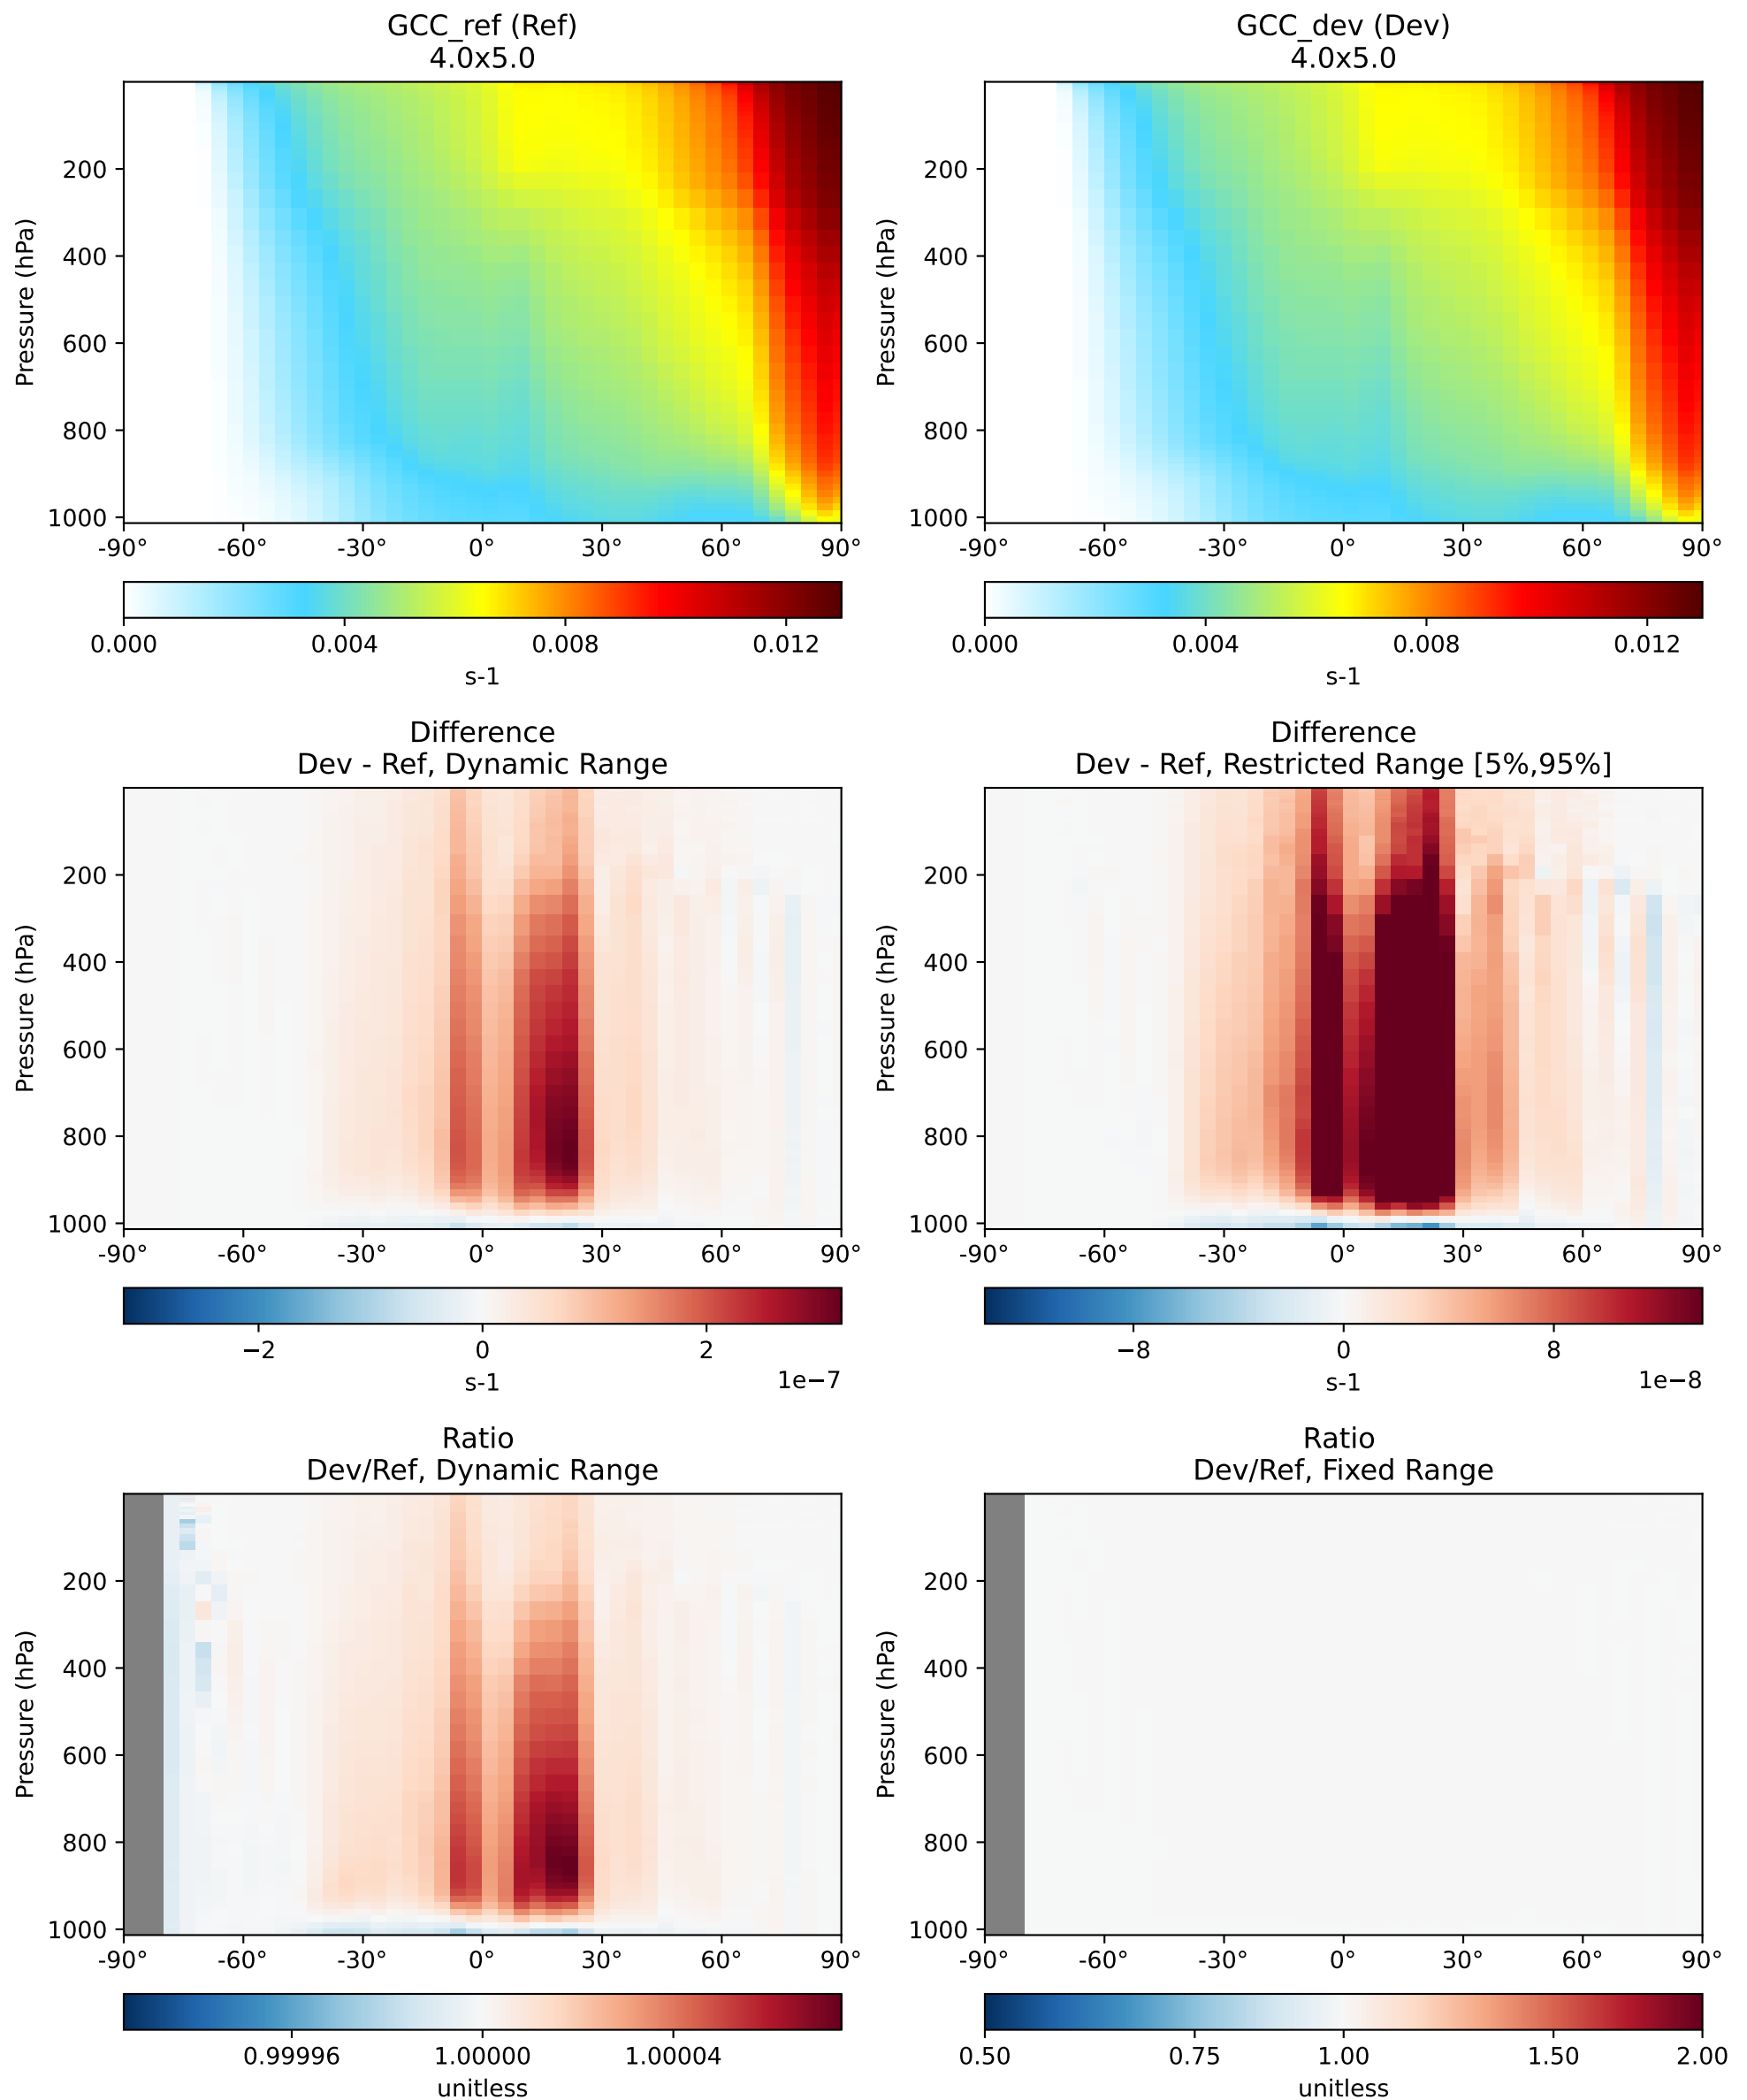 GCC_ref (Ref)
4.0x5.0
GCC_dev (Dev)
4.0x5.0
Pressure (hPa)
200
400
600
800
1000
-90° -60° -30° 0° 30° 60° 90°
0.000 0.004 0.008 0.012
s-1
Pressure (hPa)
200
400
600
800
1000
-90° -60° -30° 0° 30° 60° 90°
0.000 0.004 0.008 0.012
s-1
Difference
Dev - Ref, Dynamic Range
Pressure (hPa)
200
400
600
800
1000
-90° -60° -30° 0° 30° 60° 90°
−2 0 2
s-1 1e−7
Difference
Dev - Ref, Restricted Range [5%,95%]
Pressure (hPa)
200
400
600
800
1000
-90° -60° -30° 0° 30° 60° 90°
−8 0 8
s-1 1e−8
Ratio
Dev/Ref, Dynamic Range
Pressure (hPa)
200
400
600
800
1000
-90° -60° -30° 0° 30° 60° 90°
0.99996 1.00000 1.00004
unitless
Ratio
Dev/Ref, Fixed Range
Pressure (hPa)
200
400
600
800
1000
-90° -60° -30° 0° 30° 60° 90°
0.50 0.75 1.00 1.50 2.00
unitless